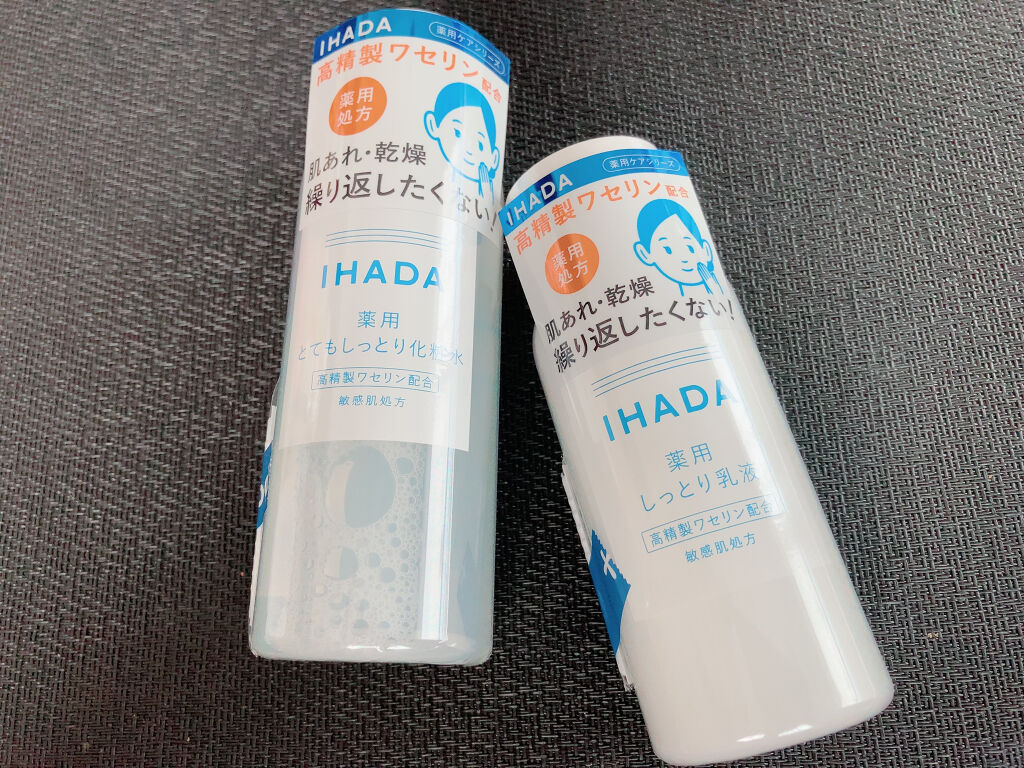 IHADA
薬用ケアシリーズ
高精製ワセリン配合
薬用
処方
肌あれ・乾燥
繰り返したくない!
IHADA
薬用
とてもしっとり化粧水
高精製ワセリン配合
敏感肌処方
IHADA
薬用ケアシリーズ
高精製ワセリン配合
薬用
処方
肌あれ・乾燥
繰り返したくない!
IHADA
薬用
しっとり乳液
高精製ワセリン配合
敏感肌処方